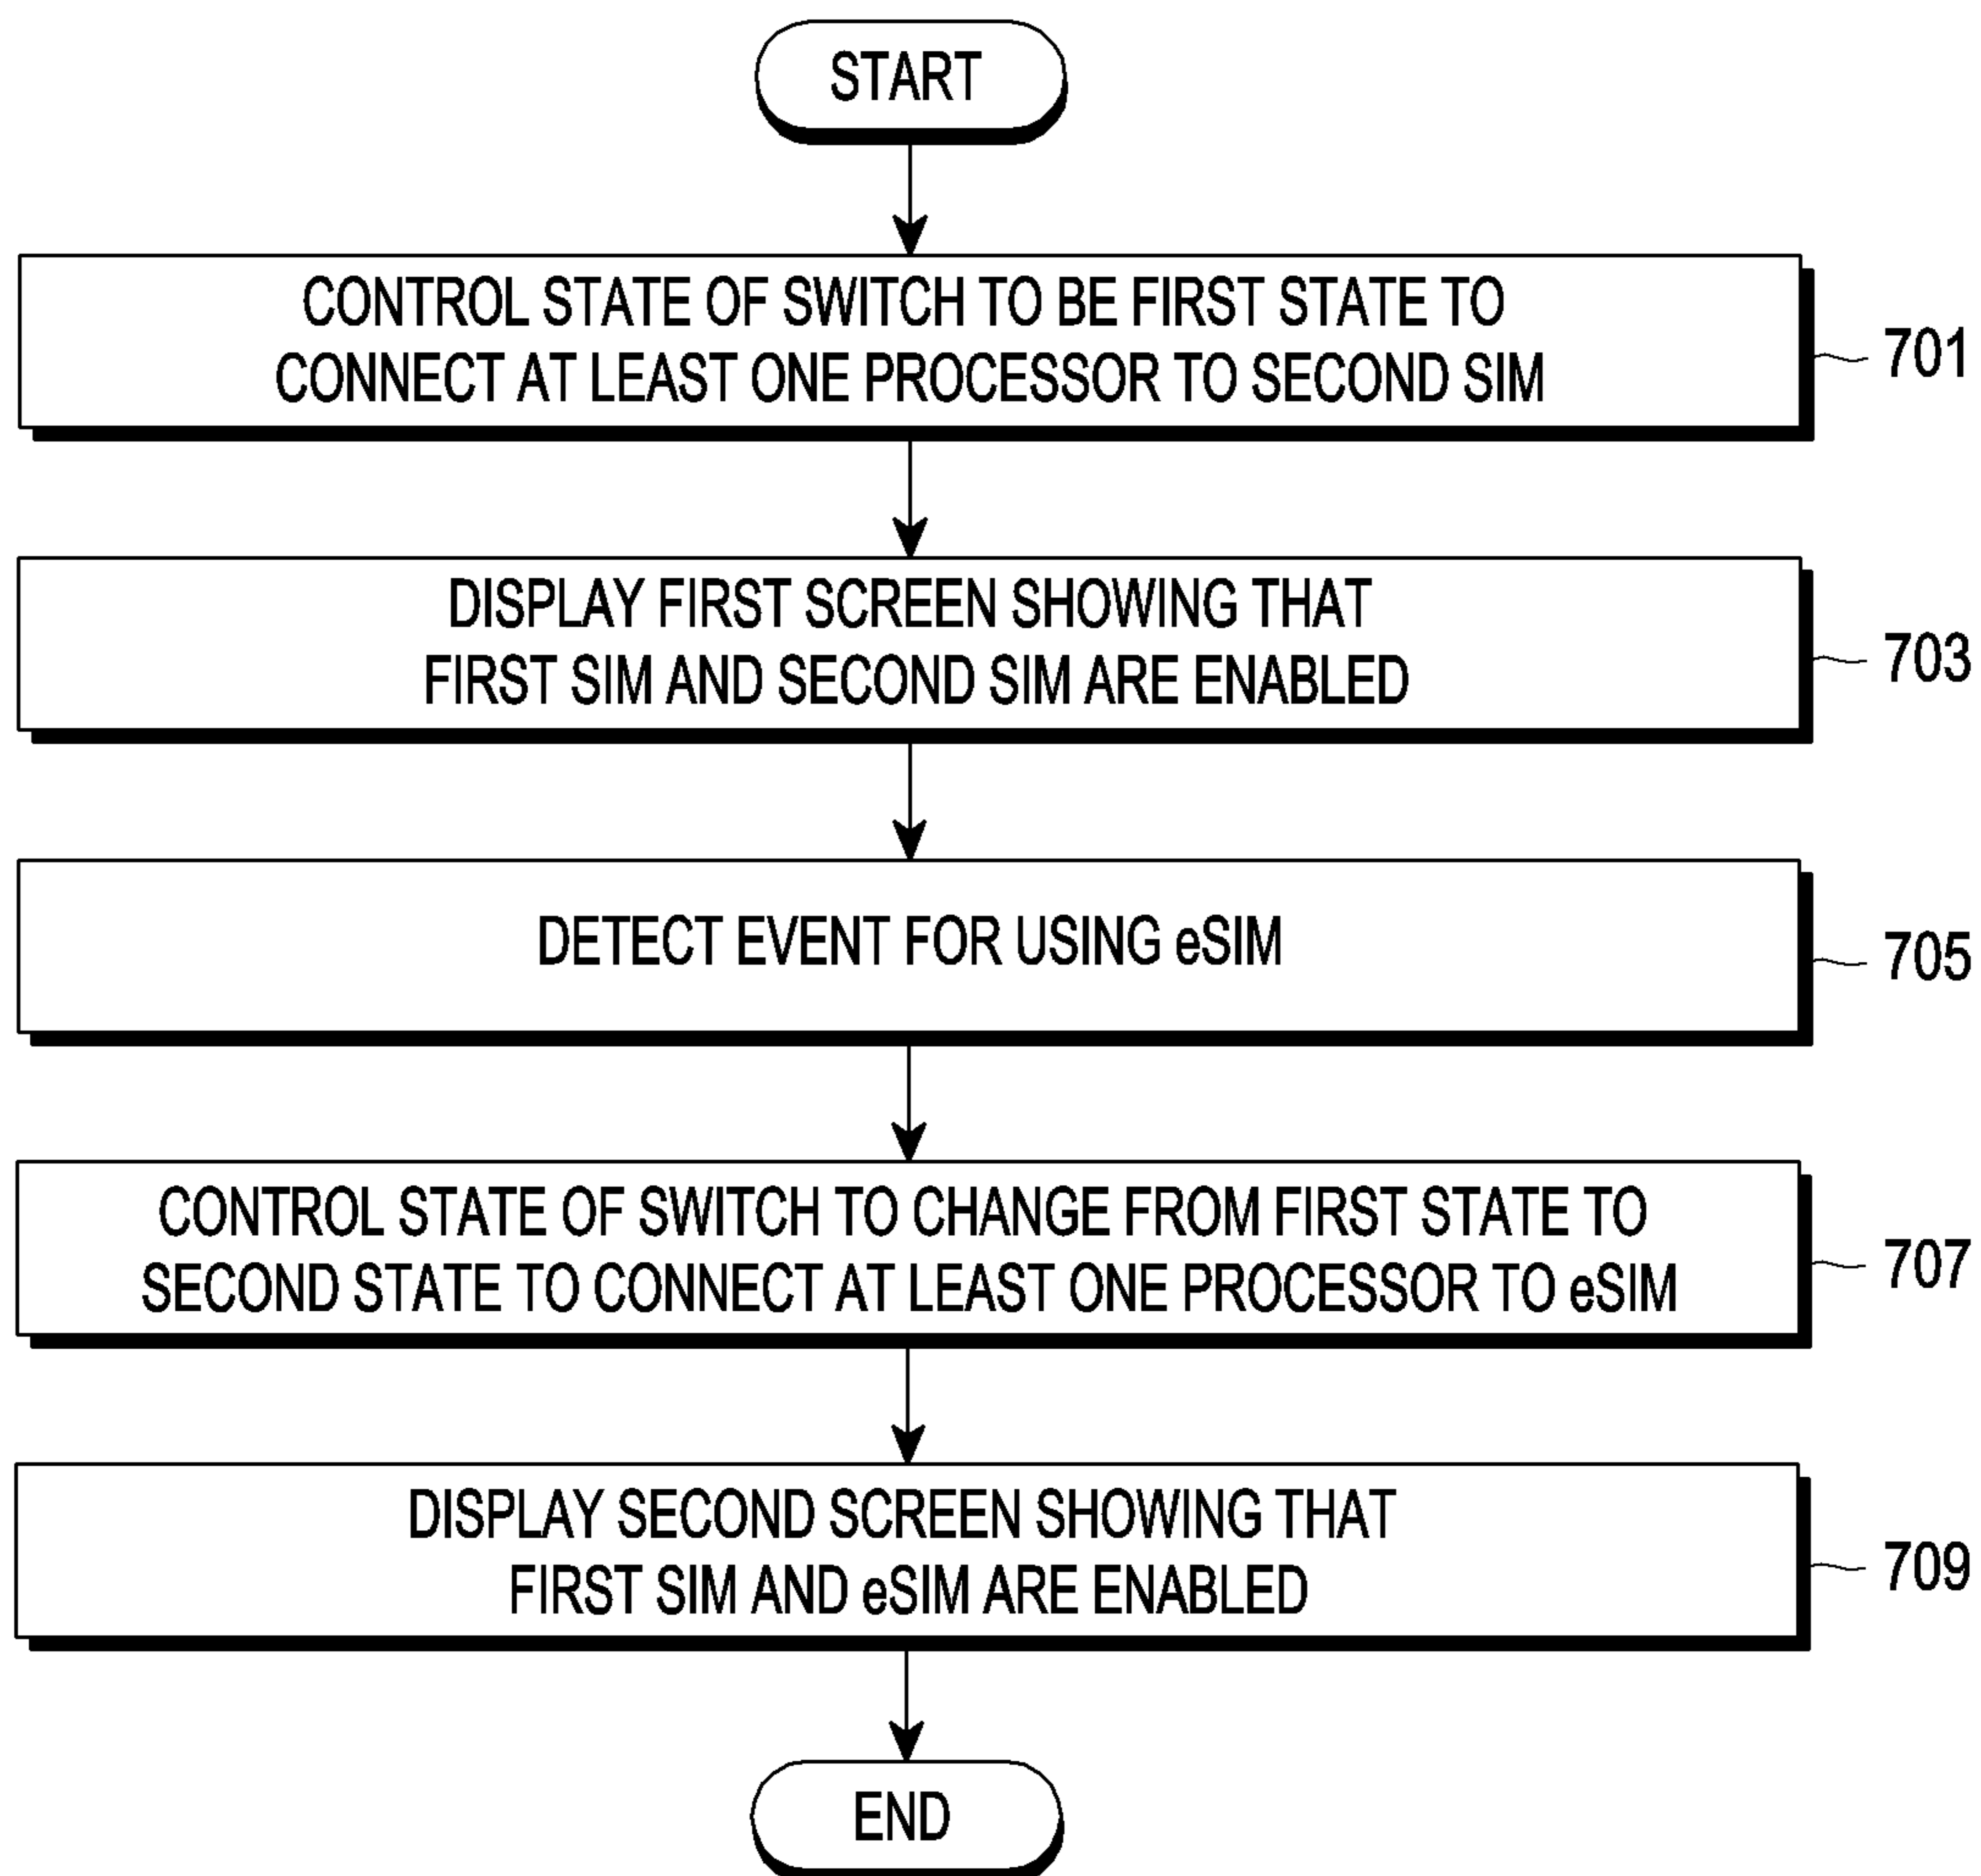 START
CONTROL STATE OF SWITCH TO BE FIRST STATE TO
CONNECT AT LEAST ONE PROCESSOR TO SECOND SIM
701
DISPLAY FIRST SCREEN SHOWING THAT
FIRST SIM AND SECOND SIM ARE ENABLED
703
DETECT EVENT FOR USING eSIM
705
CONTROL STATE OF SWITCH TO CHANGE FROM FIRST STATE TO
SECOND STATE TO CONNECT AT LEAST ONE PROCESSOR TO eSIM
707
DISPLAY SECOND SCREEN SHOWING THAT
FIRST SIM AND eSIM ARE ENABLED
709
END